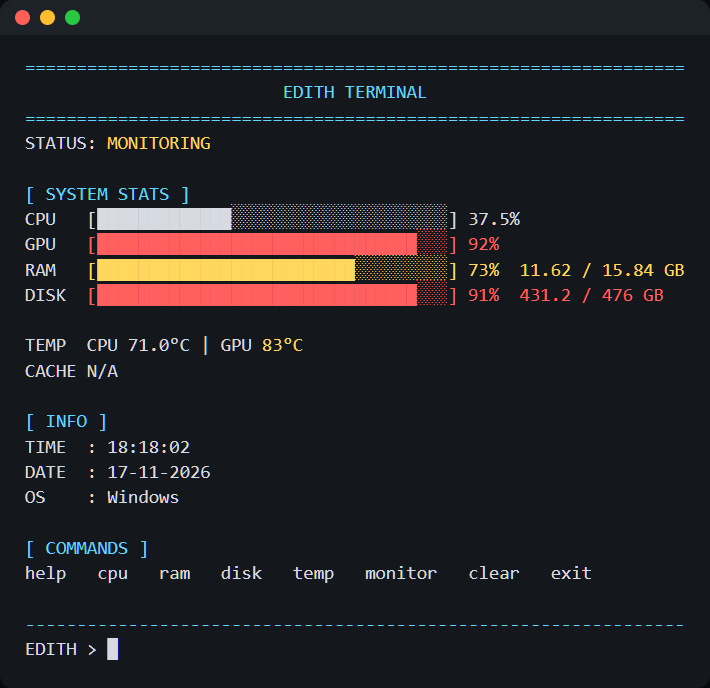 ================================================================
EDITH TERMINAL
================================================================
STATUS: MONITORING
[ SYSTEM STATS ]
CPU [█████████████░░░░░░░░░░░░░░░░░░░░░] 37.5%
GPU [███████████████████████████████░░░] 92%
RAM [█████████████████████████░░░░░░░░░] 73% 11.62 / 15.84 GB
DISK [███████████████████████████████░░░] 91% 431.2 / 476 GB
TEMP CPU 71.0°C | GPU 83°C
CACHE N/A
[ INFO ]
TIME : 18:18:02
DATE : 17-11-2026
OS : Windows
[ COMMANDS ]
help cpu ram disk temp monitor clear exit
----------------------------------------------------------------
EDITH > █